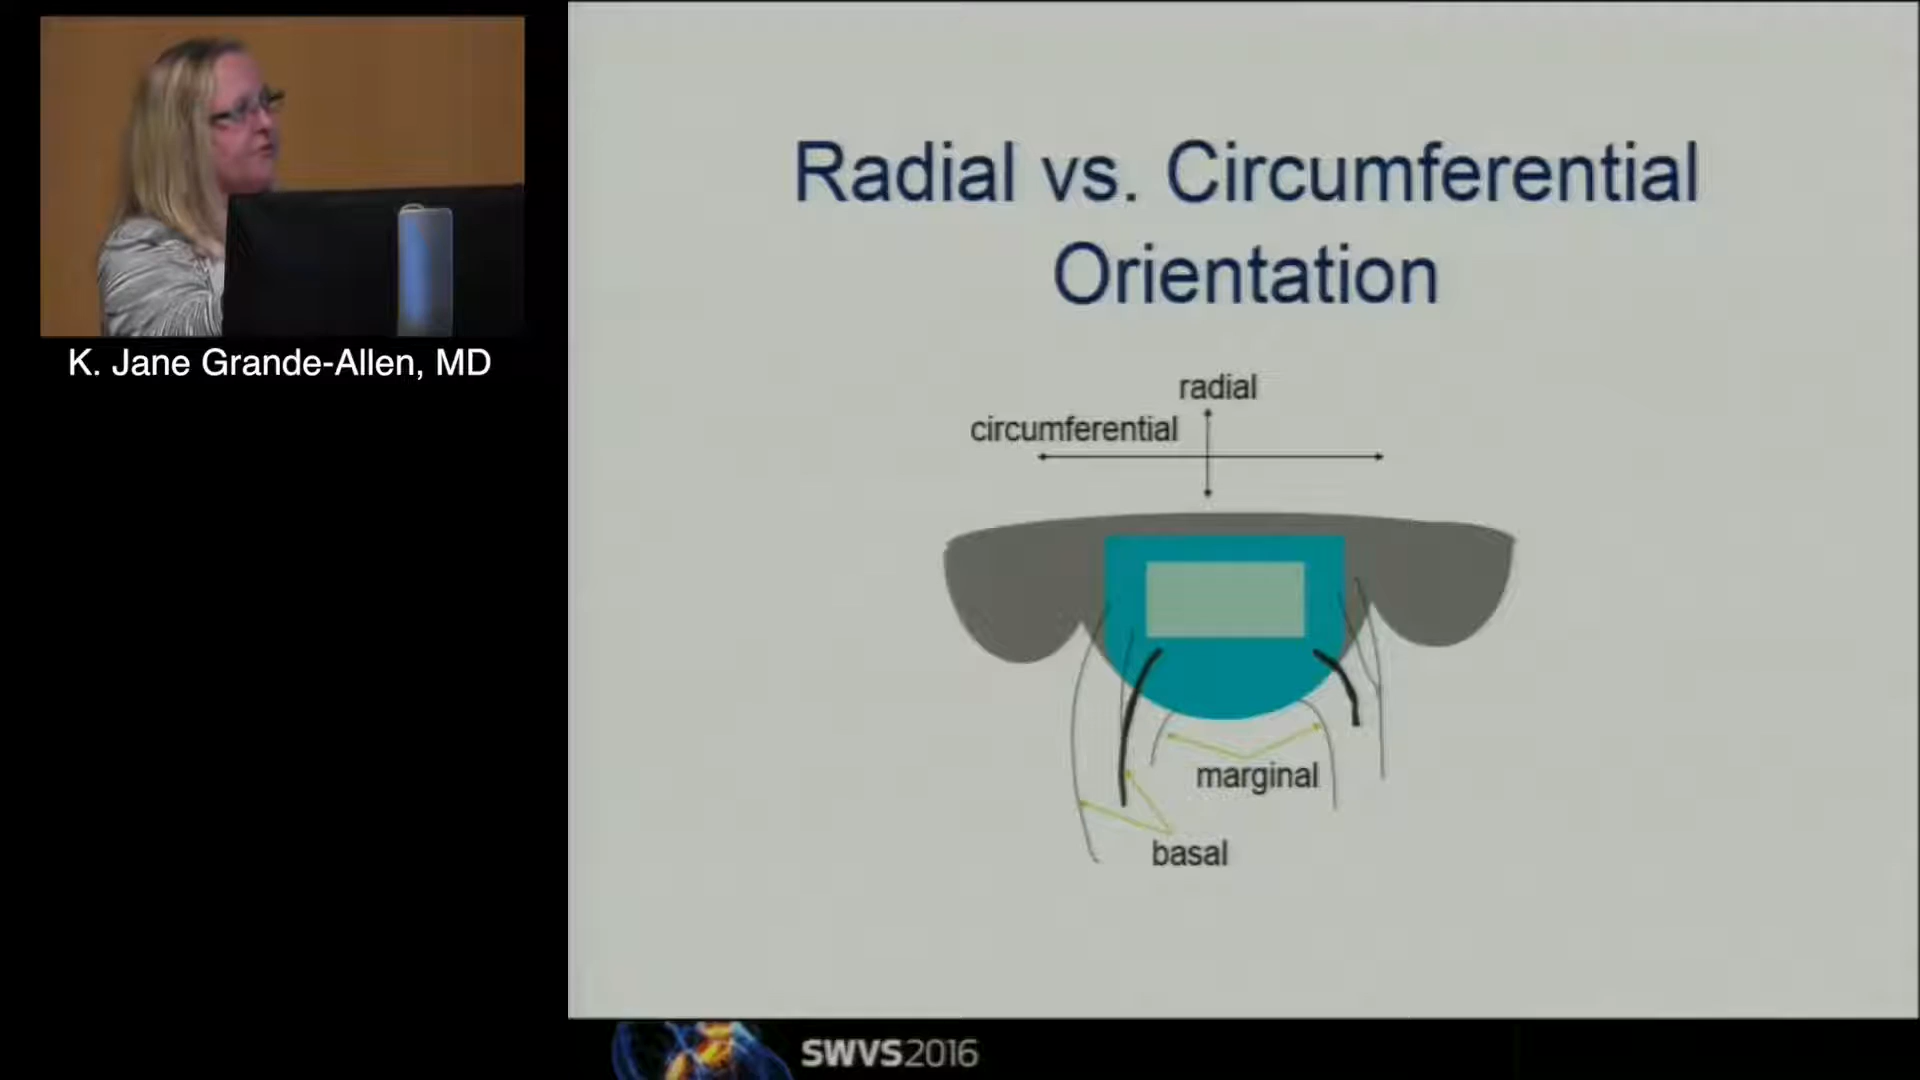 K. Jane Grande-Allen, MD
Radial vs. Circumferential
Orientation
radial
circumferential
marginal
basal
SWVS2016